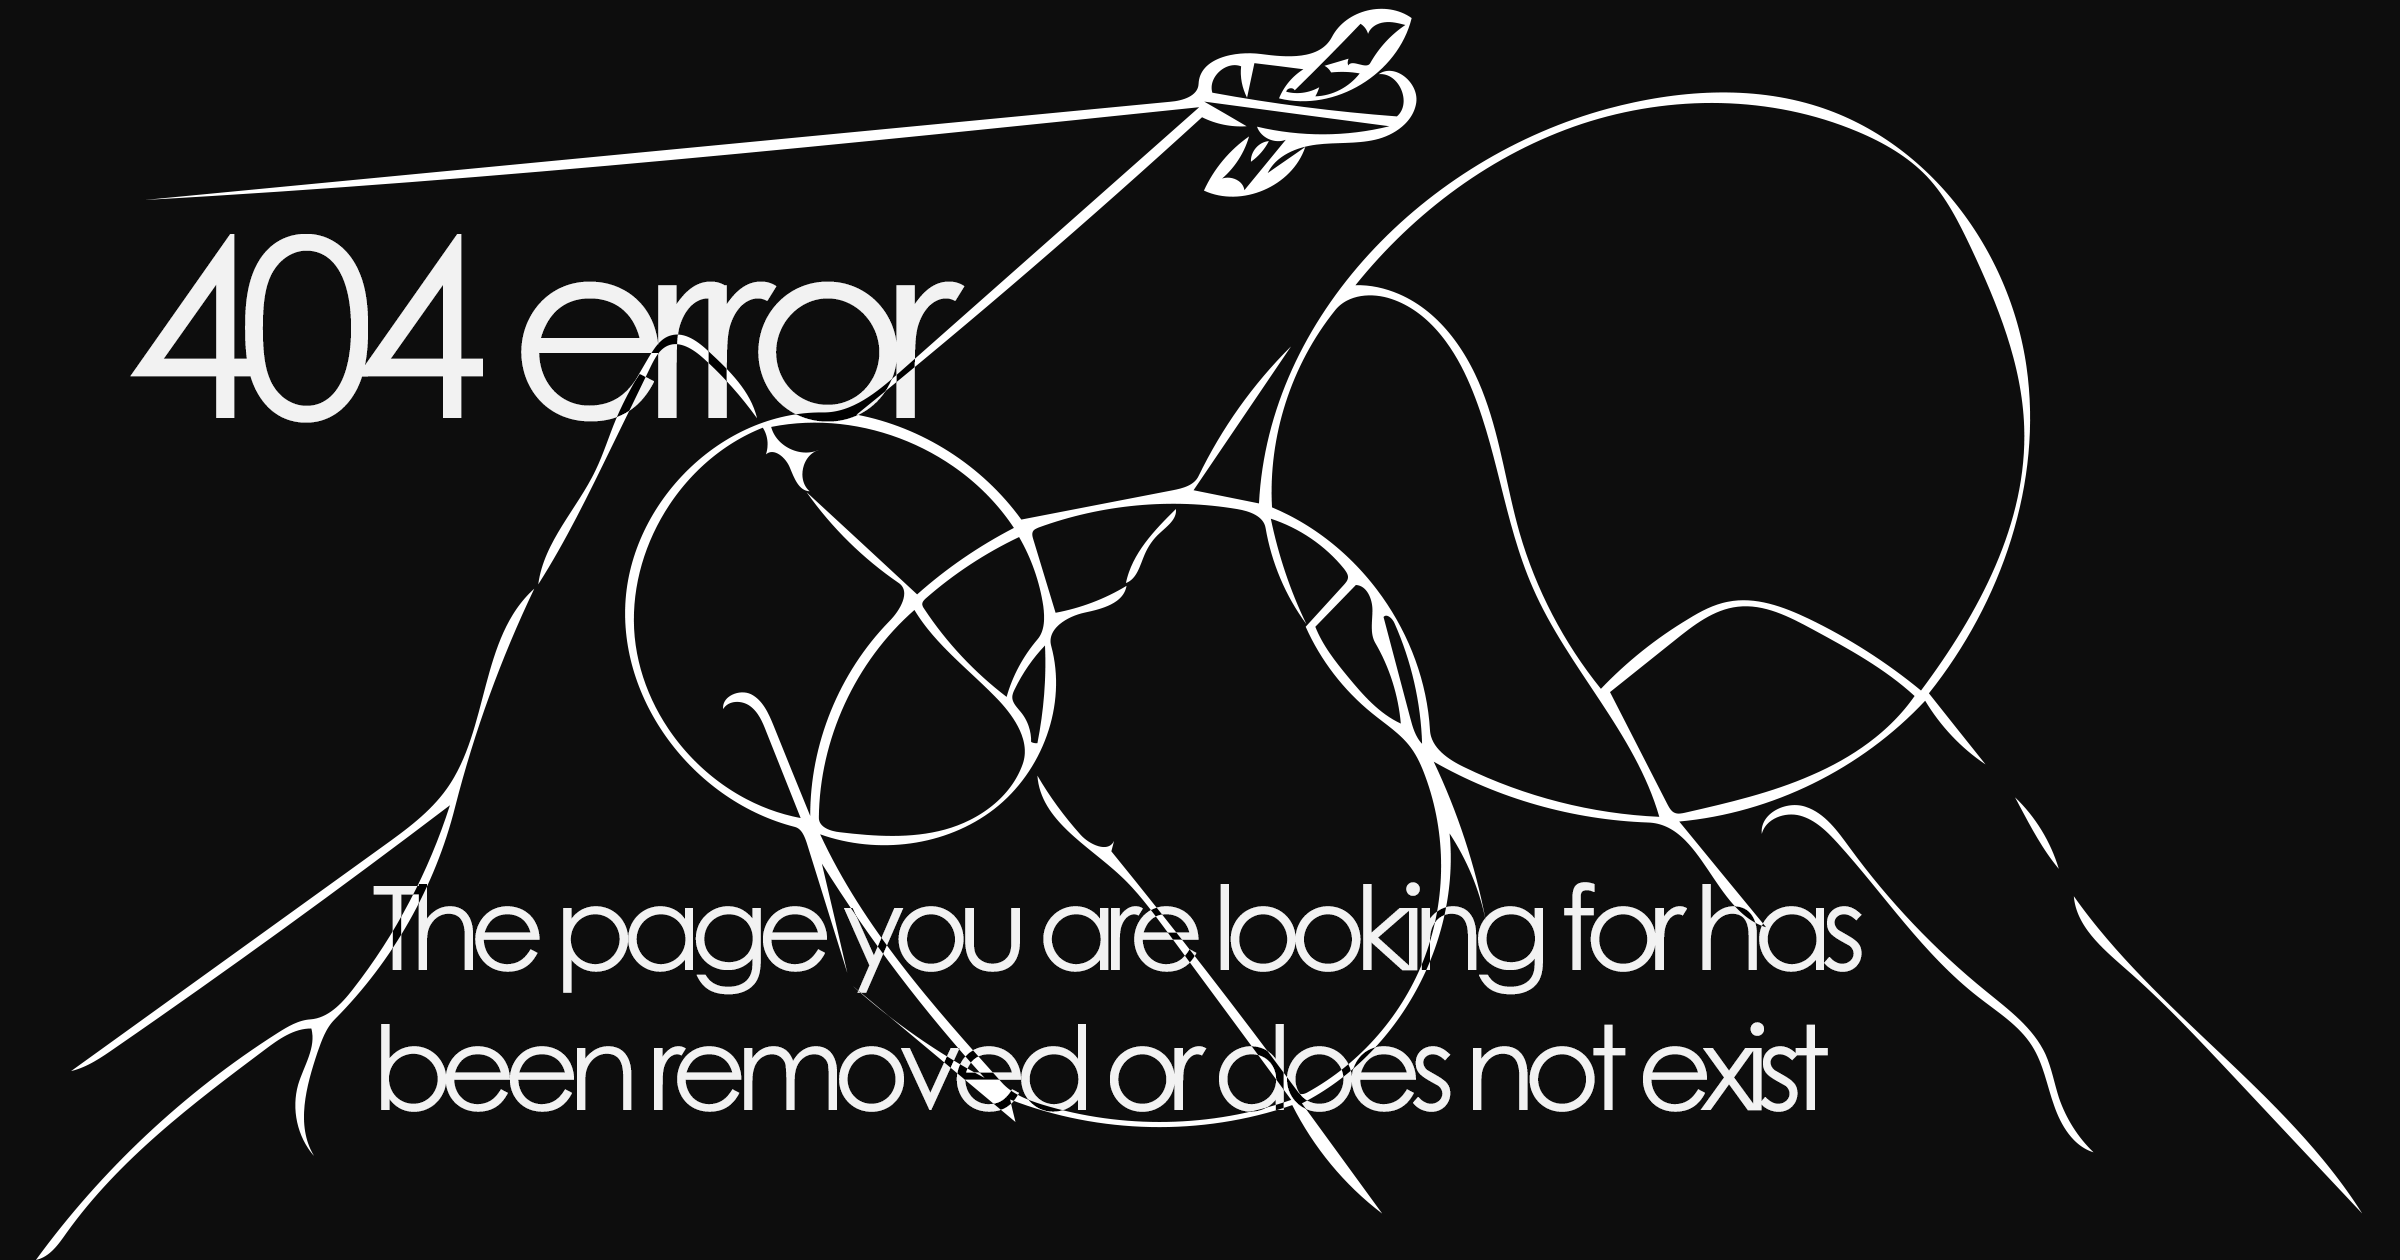 404 error
The page you are looking for has
been removed or does not exist